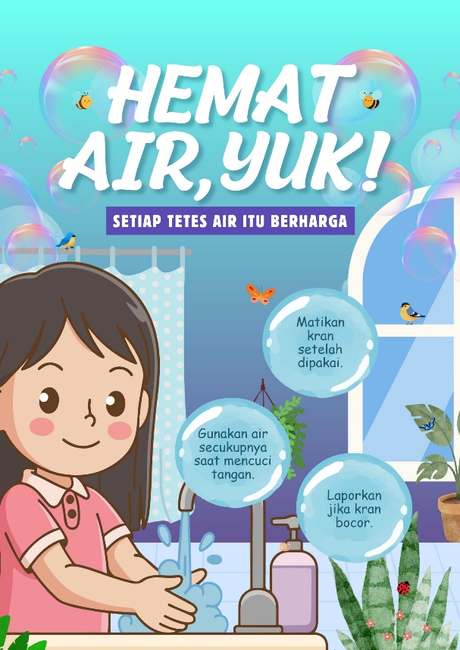 HEMAT
AIR, YUK!
SETIAP TETES AIR ITU BERHARGA
Matikan
kran
setelah
dipakai.
Gunakan air
secukupnya
saat mencuci
tangan.
Laporkan
jika kran
bocor.